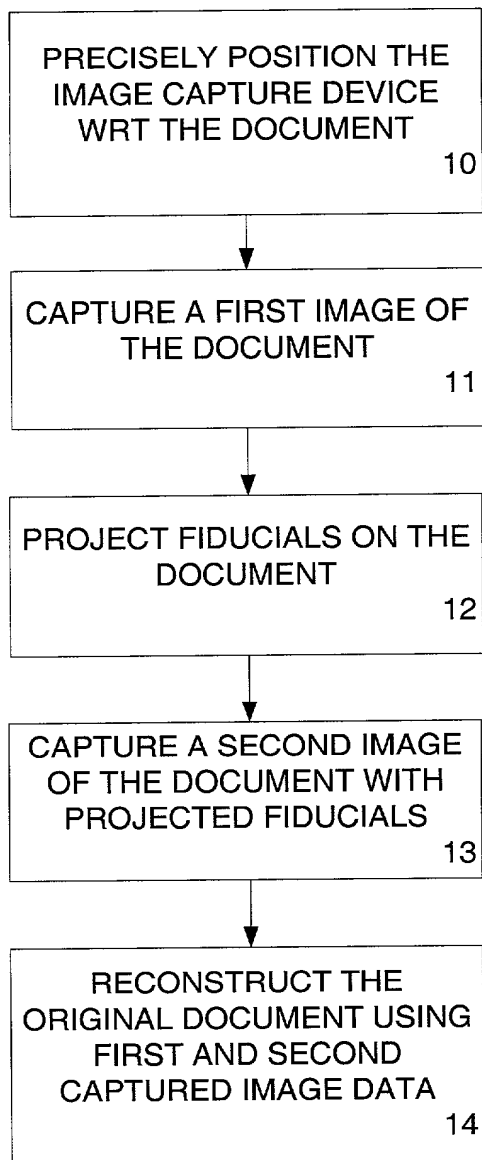 PRECISELY POSITION THE
IMAGE CAPTURE DEVICE
WRT THE DOCUMENT
10
CAPTURE A FIRST IMAGE OF
THE DOCUMENT
11
PROJECT FIDUCIALS ON THE
DOCUMENT
12
CAPTURE A SECOND IMAGE
OF THE DOCUMENT WITH
PROJECTED FIDUCIALS
13
RECONSTRUCT THE
ORIGINAL DOCUMENT USING
FIRST AND SECOND
CAPTURED IMAGE DATA
14